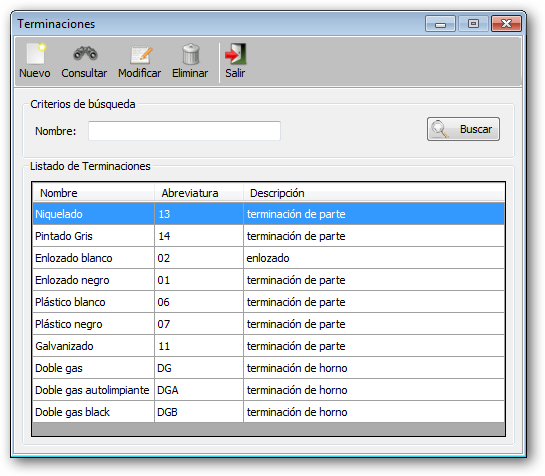 Terminaciones
Nuevo Consultar Modificar Eliminar Salir
Criterios de búsqueda
Nombre: Buscar
Listado de Terminaciones
Nombre Abreviatura Descripción
Niquelado 13 terminación de parte
Pintado Gris 14 terminación de parte
Enlozado blanco 02 enlozado
Enlozado negro 01 terminación de parte
Plástico blanco 06 terminación de parte
Plástico negro 07 terminación de parte
Galvanizado 11 terminación de parte
Doble gas DG terminación de horno
Doble gas autolimpiante DGA terminación de horno
Doble gas black DGB terminación de horno